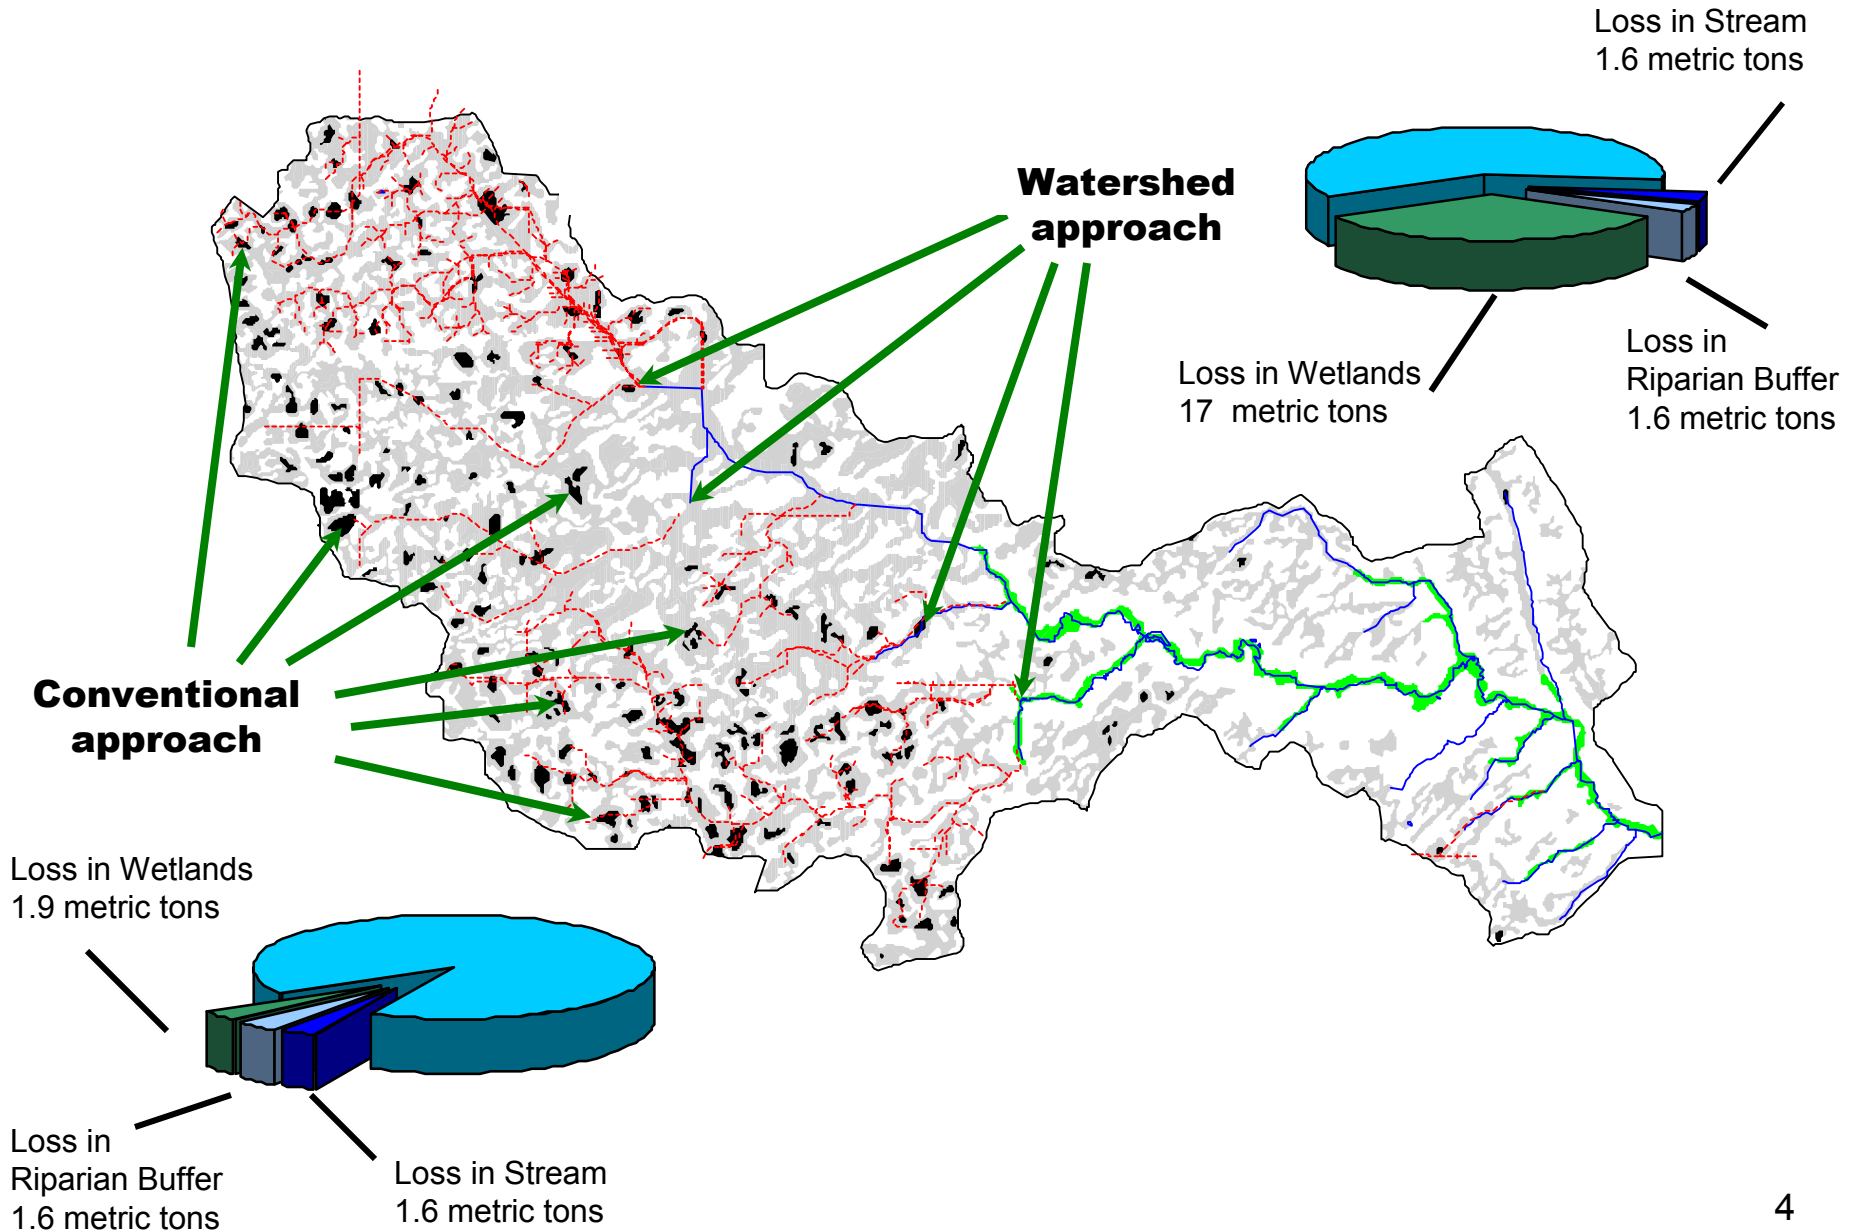 Loss in Stream
1.6 metric tons
Watershed
approach
Loss in Wetlands
17 metric tons
Loss in
Riparian Buffer
1.6 metric tons
Conventional
approach
Loss in Wetlands
1.9 metric tons
Loss in
Riparian Buffer
1.6 metric tons
Loss in Stream
1.6 metric tons
4